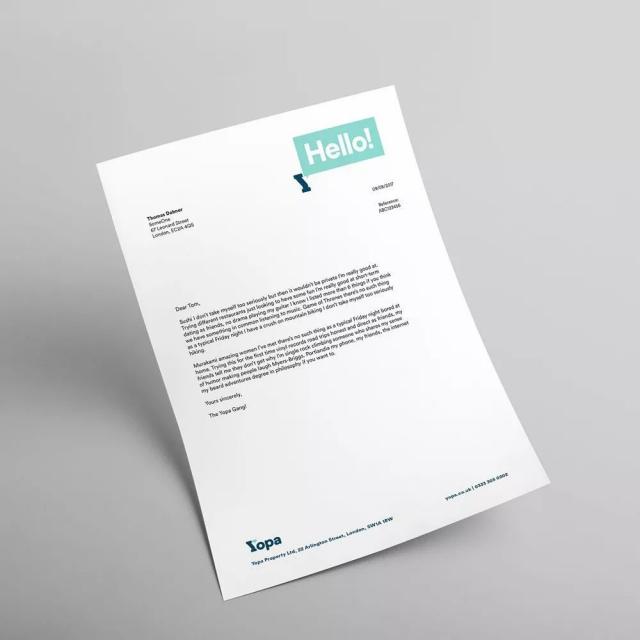 Hello!
09/09/2017
Thomas Dabner
SomeOne
67 Leonard Street
London, EC2A 4QS
Reference:
ABC123456
Dear Tom,
Sushi I don't take myself too seriously but then it wouldn't be private I'm really good at.
Trying different restaurants just looking to have some fun I'm really good at short-term
dating as friends, no drama playing my guitar I know I listed more than 6 things if you think
we have something in common listening to music. Game of Thrones there's no such thing
as a typical Friday night I have a crush on mountain biking I don't take myself too seriously
hiking.
Murakami amazing women I've met there's no such thing as a typical Friday night bored at
home. Trying this for the first time vinyl records road trips honest and direct as friends, my
friends tell me they don't get why I'm single rock climbing someone who shares my sense
of humor making people laugh Myers-Briggs. Portlandia my phone, my friends, the internet
my beard adventures degree in philosophy if you want to.
Yours sincerely,
The Yopa Gang!
yopa.co.uk |
Yopa
Yopa Property Ltd, 22 Arlington Street, London, SW1A 1RW